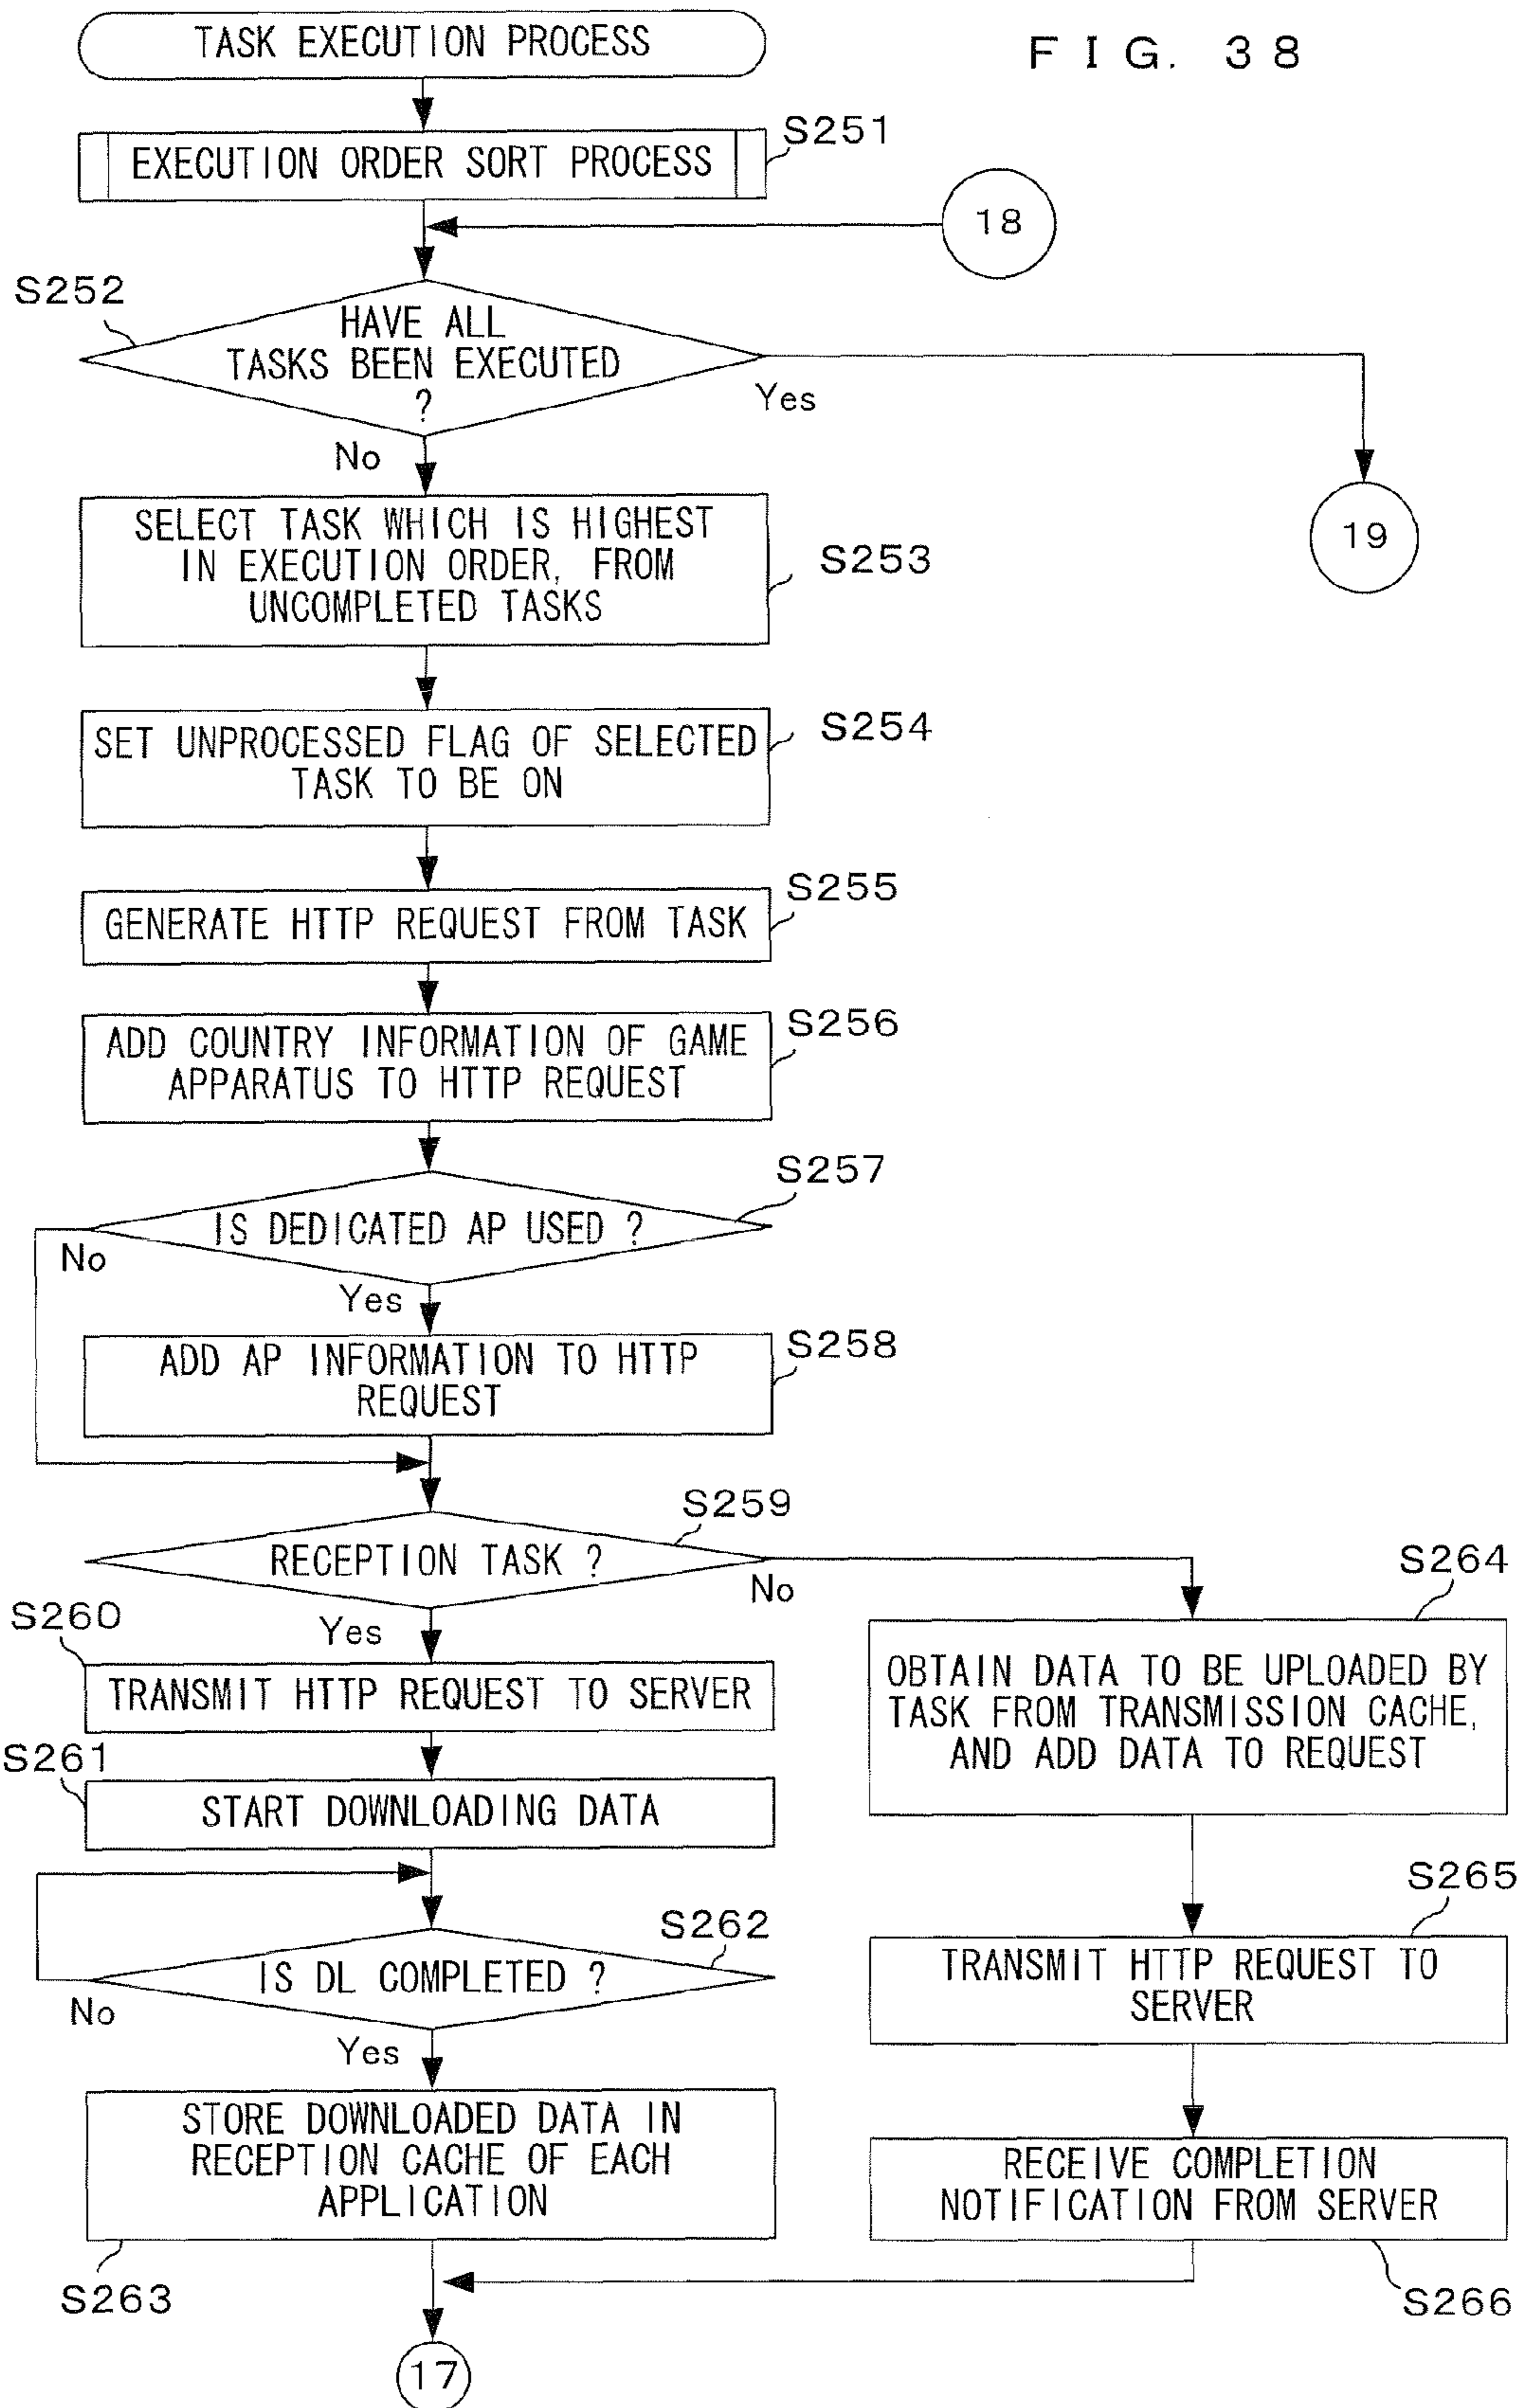 TASK EXECUTION PROCESS
FIG. 38
S251
EXECUTION ORDER SORT PROCESS
18
S252
HAVE ALL
TASKS BEEN EXECUTED
?
Yes
No
19
SELECT TASK WHICH IS HIGHEST
IN EXECUTION ORDER, FROM
UNCOMPLETED TASKS
S253
SET UNPROCESSED FLAG OF SELECTED
TASK TO BE ON
S254
S255
GENERATE HTTP REQUEST FROM TASK
S256
ADD COUNTRY INFORMATION OF GAME
APPARATUS TO HTTP REQUEST
S257
IS DEDICATED AP USED ?
No
Yes
S258
ADD AP INFORMATION TO HTTP
REQUEST
S259
RECEPTION TASK ?
No
Yes
S260
TRANSMIT HTTP REQUEST TO SERVER
S261
START DOWNLOADING DATA
S262
IS DL COMPLETED ?
No
Yes
STORE DOWNLOADED DATA IN
RECEPTION CACHE OF EACH
APPLICATION
S263
S264
OBTAIN DATA TO BE UPLOADED BY
TASK FROM TRANSMISSION CACHE,
AND ADD DATA TO REQUEST
S265
TRANSMIT HTTP REQUEST TO
SERVER
RECEIVE COMPLETION
NOTIFICATION FROM SERVER
S266
17